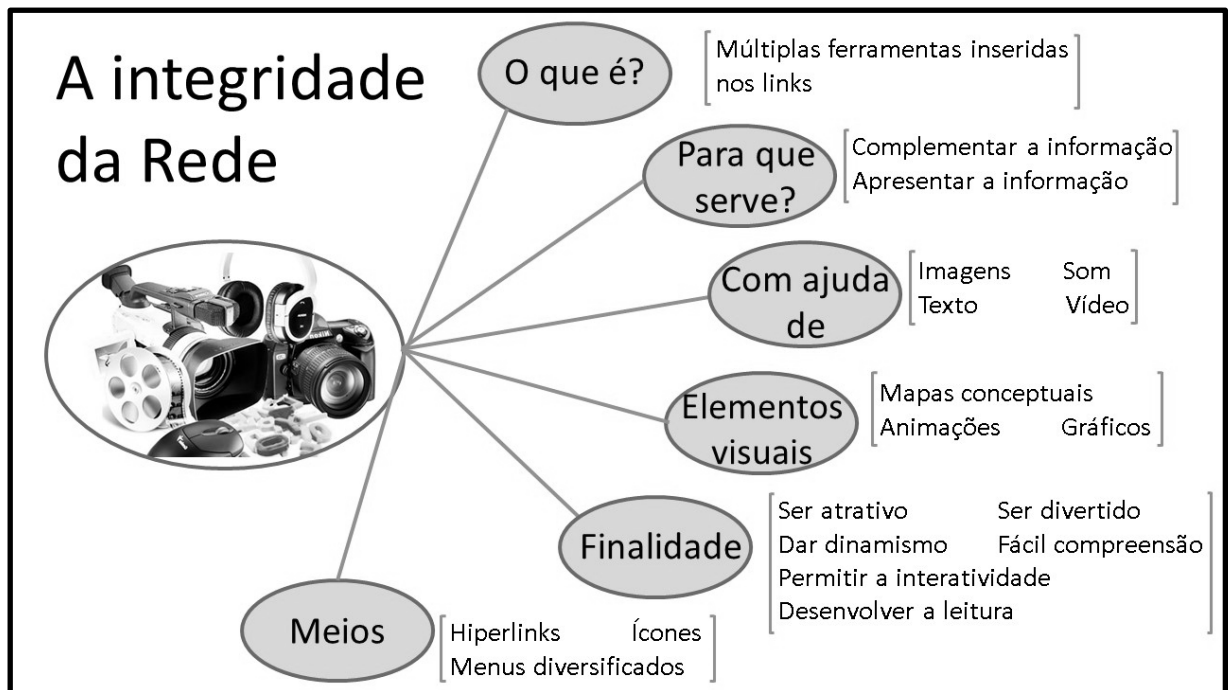 A integridade
da Rede
O que é?
Múltiplas ferramentas inseridas
nos links
Para que
serve?
Complementar a informação
Apresentar a informação
Com ajuda
de
Imagens Som
Texto Vídeo
Elementos
visuais
Mapas conceptuais
Animações Gráficos
Finalidade
Ser atrativo Ser divertido
Dar dinamismo Fácil compreensão
Permitir a interatividade
Desenvolver a leitura
Meios
Hiperlinks Ícones
Menus diversificados